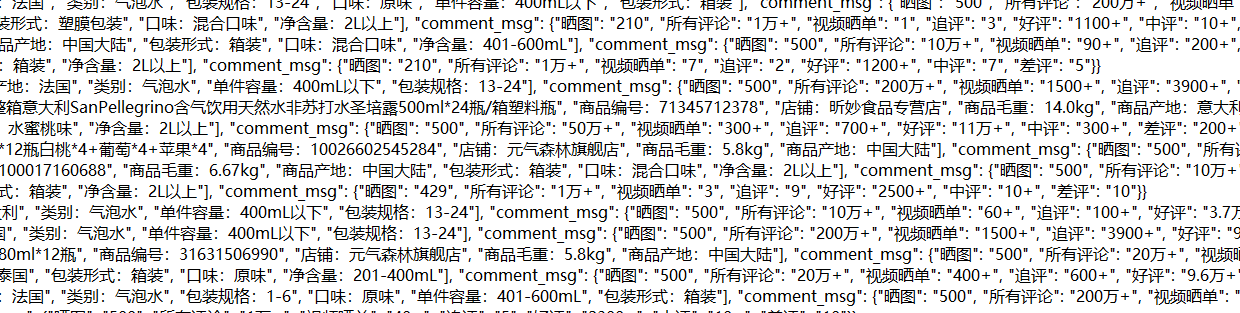 法国", "类别：气泡水", "包装规格：13-24", "口味：原味", "单件容量：400mL以下", "包装形式：箱装"], "comment_msg": {"晒图": "500", "所有评论": "200万+", "视频晒单
装形式：塑膜包装", "口味：混合口味", "净含量：2L以上"], "comment_msg": {"晒图": "210", "所有评论": "1万+", "视频晒单": "1", "追评": "3", "好评": "1100+", "中评": "10+",
品产地：中国大陆", "包装形式：箱装", "口味：混合口味", "净含量：401-600mL"], "comment_msg": {"晒图": "500", "所有评论": "10万+", "视频晒单": "90+", "追评": "200+",
：箱装", "净含量：2L以上"], "comment_msg": {"晒图": "210", "所有评论": "1万+", "视频晒单": "7", "追评": "2", "好评": "1200+", "中评": "7", "差评": "5"}}
产地：法国", "类别：气泡水", "单件容量：400mL以下", "包装规格：13-24"], "comment_msg": {"晒图": "500", "所有评论": "200万+", "视频晒单": "1500+", "追评": "3900+",
整箱意大利SanPellegrino含气饮用天然水非苏打水圣培露500ml*24瓶/箱塑料瓶", "商品编号：71345712378", "店铺：昕妙食品专营店", "商品毛重：14.0kg", "商品产地：意大利
：水蜜桃味", "净含量：2L以上"], "comment_msg": {"晒图": "500", "所有评论": "50万+", "视频晒单": "300+", "追评": "700+", "好评": "11万+", "中评": "300+", "差评": "200+
*12瓶白桃*4+葡萄*4+苹果*4", "商品编号：10026602545284", "店铺：元气森林旗舰店", "商品毛重：5.8kg", "商品产地：中国大陆"], "comment_msg": {"晒图": "500", "所有评
100017160688", "商品毛重：6.67kg", "商品产地：中国大陆", "包装形式：箱装", "口味：混合口味", "净含量：2L以上"], "comment_msg": {"晒图": "500", "所有评论": "10万+
式：箱装", "净含量：2L以上"], "comment_msg": {"晒图": "429", "所有评论": "1万+", "视频晒单": "3", "追评": "9", "好评": "2500+", "中评": "10+", "差评": "10"}}
利", "类别：气泡水", "单件容量：400mL以下", "包装规格：13-24"], "comment_msg": {"晒图": "500", "所有评论": "10万+", "视频晒单": "60+", "追评": "100+", "好评": "3.7万
国", "类别：气泡水", "单件容量：400mL以下", "包装规格：13-24"], "comment_msg": {"晒图": "500", "所有评论": "200万+", "视频晒单": "1500+", "追评": "3900+", "好评": "9
80ml*12瓶", "商品编号：31631506990", "店铺：元气森林旗舰店", "商品毛重：5.8kg", "商品产地：中国大陆"], "comment_msg": {"晒图": "500", "所有评论": "20万+", "视频晒
泰国", "包装形式：箱装", "口味：原味", "净含量：201-400mL"], "comment_msg": {"晒图": "500", "所有评论": "20万+", "视频晒单": "400+", "追评": "600+", "好评": "9.6万+"
：法国", "类别：气泡水", "包装规格：1-6", "口味：原味", "单件容量：401-600mL", "包装形式：箱装"], "comment_msg": {"晒图": "500", "所有评论": "200万+", "视频晒单": "